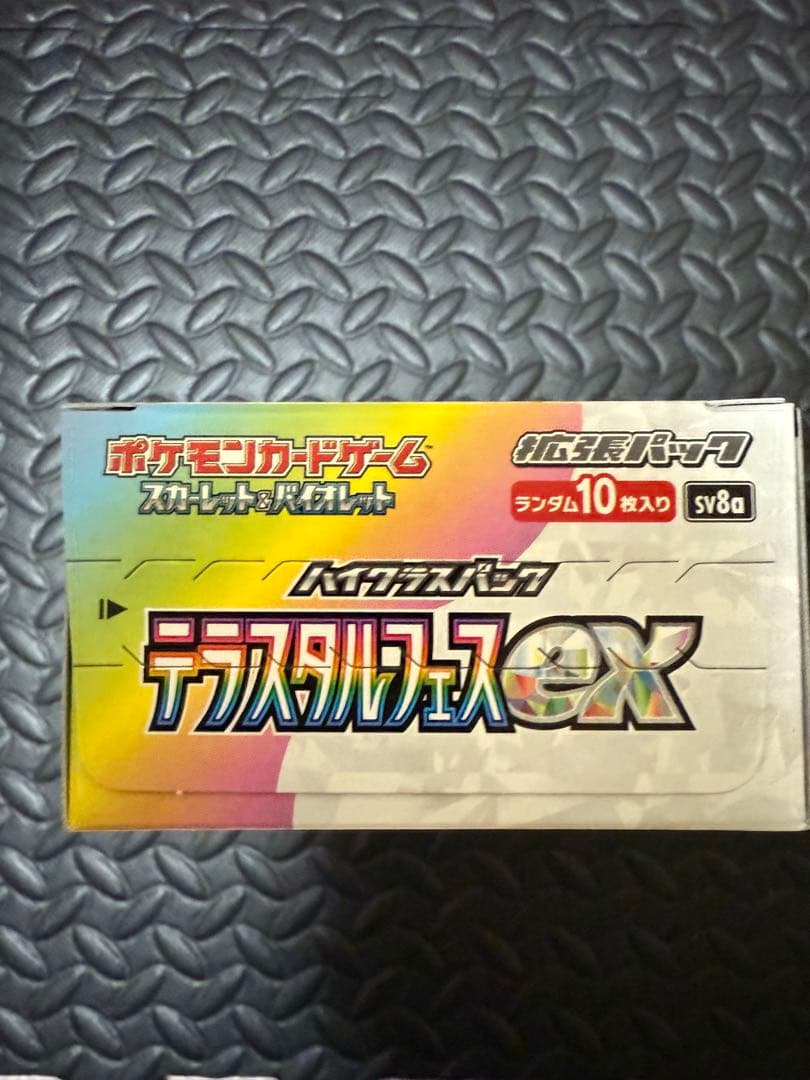 ポケモンカードゲーム™
スカーレット&バイオレット
拡張パック
ランダム10枚入り
sv8a
ハイクラスパック
テラスタルフェスex